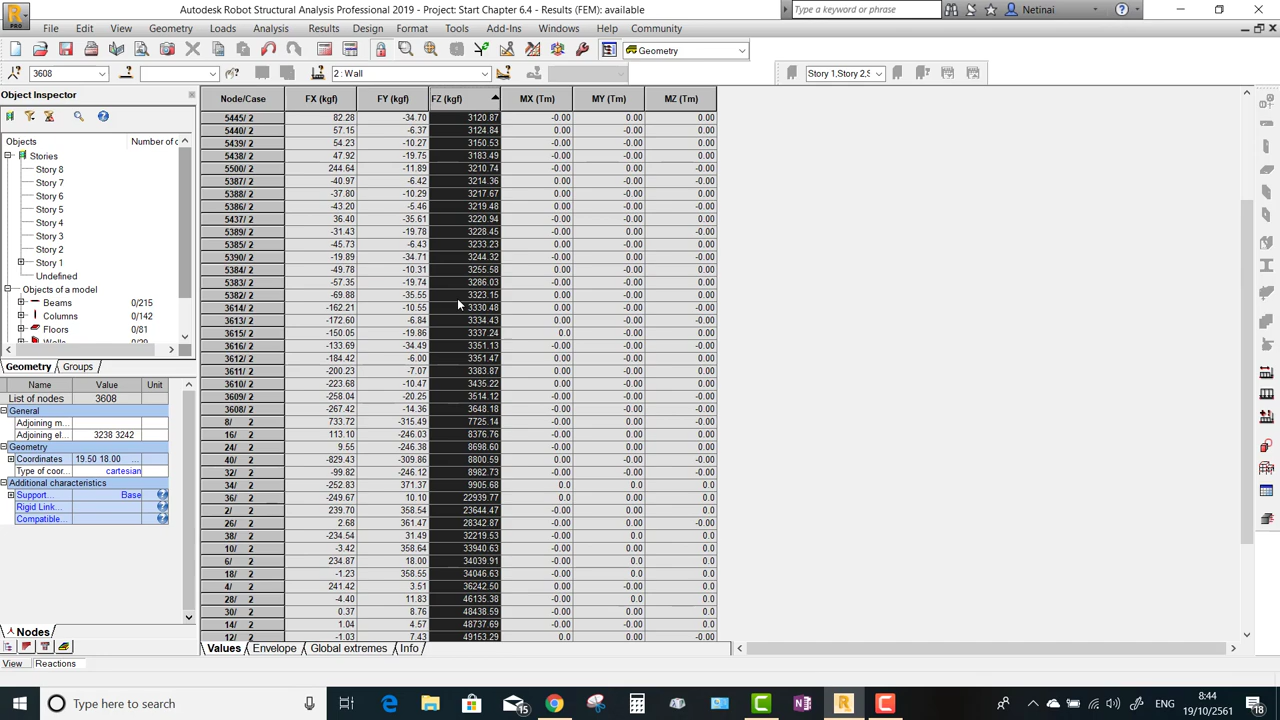 Autodesk Robot Structural Analysis Professional 2019 - Project: Start Chapter 6.4 - Results (FEM): available
Type a keyword or phrase
Netinai
PRO
File Edit View Geometry Loads Analysis Results Design Format Tools Add-Ins Windows Community
Geometry
3608
2 : Wall
Story 1,Story 2,S
Object Inspector
Objects Number of c
Stories
Story 8
Story 7
Story 6
Story 5
Story 4
Story 3
Story 2
Story 1
Undefined
Objects of a model
Beams 0/215
Columns 0/142
Floors 0/81
Geometry Groups
Name Value Unit
List of nodes 3608
General
Adjoining m...
Adjoining el... 3238 3242
Geometry
Coordinates 19.50 18.00 ...
Type of coor... cartesian
Additional characteristics
Support... Base
Rigid Link...
Compatible...
Nodes
View Reactions
Node/Case FX (kgf) FY (kgf) FZ (kgf) MX (Tm) MY (Tm) MZ (Tm)
5445/ 2 82.28 -34.70 3120.87 -0.00 0.00 0.00
5440/ 2 57.15 -6.37 3124.84 -0.00 -0.00 0.00
5439/ 2 54.23 -10.27 3150.53 -0.00 -0.00 0.00
5438/ 2 47.92 -19.75 3183.49 -0.00 -0.00 0.00
5500/ 2 244.64 -11.89 3210.74 -0.00 -0.00 0.00
5387/ 2 -40.97 -6.42 3214.36 -0.00 0.00 0.00
5388/ 2 -37.80 -10.29 3217.67 -0.00 -0.00 0.00
5386/ 2 -43.20 -5.46 3219.48 -0.00 0.00 0.00
5437/ 2 36.40 -35.61 3220.94 -0.00 -0.00 0.00
5389/ 2 -31.43 -19.78 3228.45 -0.00 -0.00 0.00
5385/ 2 -45.73 -6.43 3233.23 0.00 -0.00 0.00
5390/ 2 -19.89 -34.71 3244.32 0.00 -0.00 -0.00
5384/ 2 -49.78 -10.31 3255.58 0.00 -0.00 0.00
5383/ 2 -57.35 -19.74 3286.03 0.00 -0.00 -0.00
5382/ 2 -69.88 -35.55 3323.15 0.00 -0.00 -0.00
3614/ 2 -162.21 -10.55 3330.48 0.00 0.00 -0.00
3613/ 2 -172.60 -6.84 3334.43 -0.00 0.00 -0.00
3615/ 2 -150.05 -19.86 3337.24 0.0 0.00 -0.00
3616/ 2 -133.69 -34.49 3351.13 -0.00 0.00 -0.00
3612/ 2 -184.42 -6.00 3351.47 -0.00 0.00 -0.00
3611/ 2 -200.23 -7.07 3383.87 -0.00 0.00 -0.00
3610/ 2 -223.68 -10.47 3435.22 -0.00 0.00 -0.00
3609/ 2 -258.04 -20.25 3514.12 -0.00 0.00 -0.00
3608/ 2 -267.42 -14.36 3648.18 -0.00 0.00 -0.00
8/ 2 733.72 -315.49 7725.14 -0.00 0.00 0.00
16/ 2 113.10 -246.03 8376.76 -0.00 -0.00 0.00
24/ 2 9.55 -246.38 8698.60 -0.00 -0.00 0.00
40/ 2 -829.43 -309.86 8800.59 -0.00 -0.00 0.00
32/ 2 -99.82 -246.12 8982.73 -0.00 -0.00 0.00
34/ 2 -252.83 371.37 9905.68 0.0 0.00 0.0
36/ 2 -249.67 10.10 22939.77 0.00 0.00 0.0
2/ 2 239.70 358.54 23644.47 0.00 -0.00 0.0
26/ 2 2.68 361.47 28342.87 0.00 -0.00 -0.00
38/ 2 -234.54 31.49 32219.53 -0.00 0.00 0.0
10/ 2 -3.42 358.64 33940.63 -0.00 0.0 0.0
6/ 2 234.87 18.00 34039.91 0.00 0.00 0.0
18/ 2 -1.23 358.55 34046.63 -0.00 0.00 0.0
4/ 2 241.42 3.51 36242.50 0.00 -0.00 0.0
28/ 2 -4.40 11.83 46135.38 -0.00 0.00 0.0
30/ 2 0.37 8.76 48438.59 -0.00 0.00 0.0
14/ 2 1.04 4.57 48737.69 -0.00 -0.00 0.0
12/ 2 -1.03 7.43 49153.29 0.0 0.00 -0.00
Values Envelope Global extremes Info
Type here to search
15
ENG
8:44
19/10/2561
18